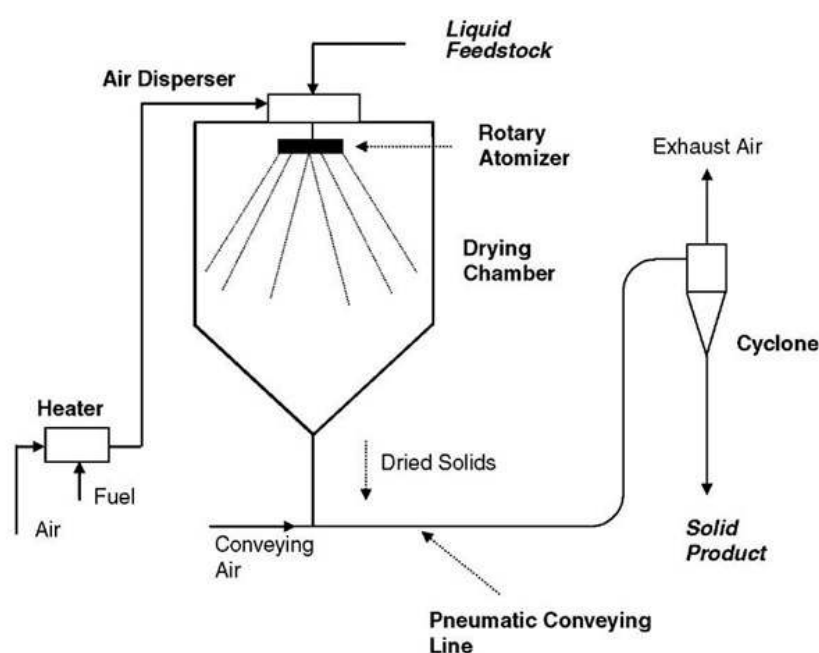 Liquid
Feedstock
Air Disperser
Rotary
Atomizer
Exhaust Air
Drying
Chamber
Cyclone
Heater
Dried Solids
Fuel
Air
Conveying
Air
Solid
Product
Pneumatic Conveying
Line